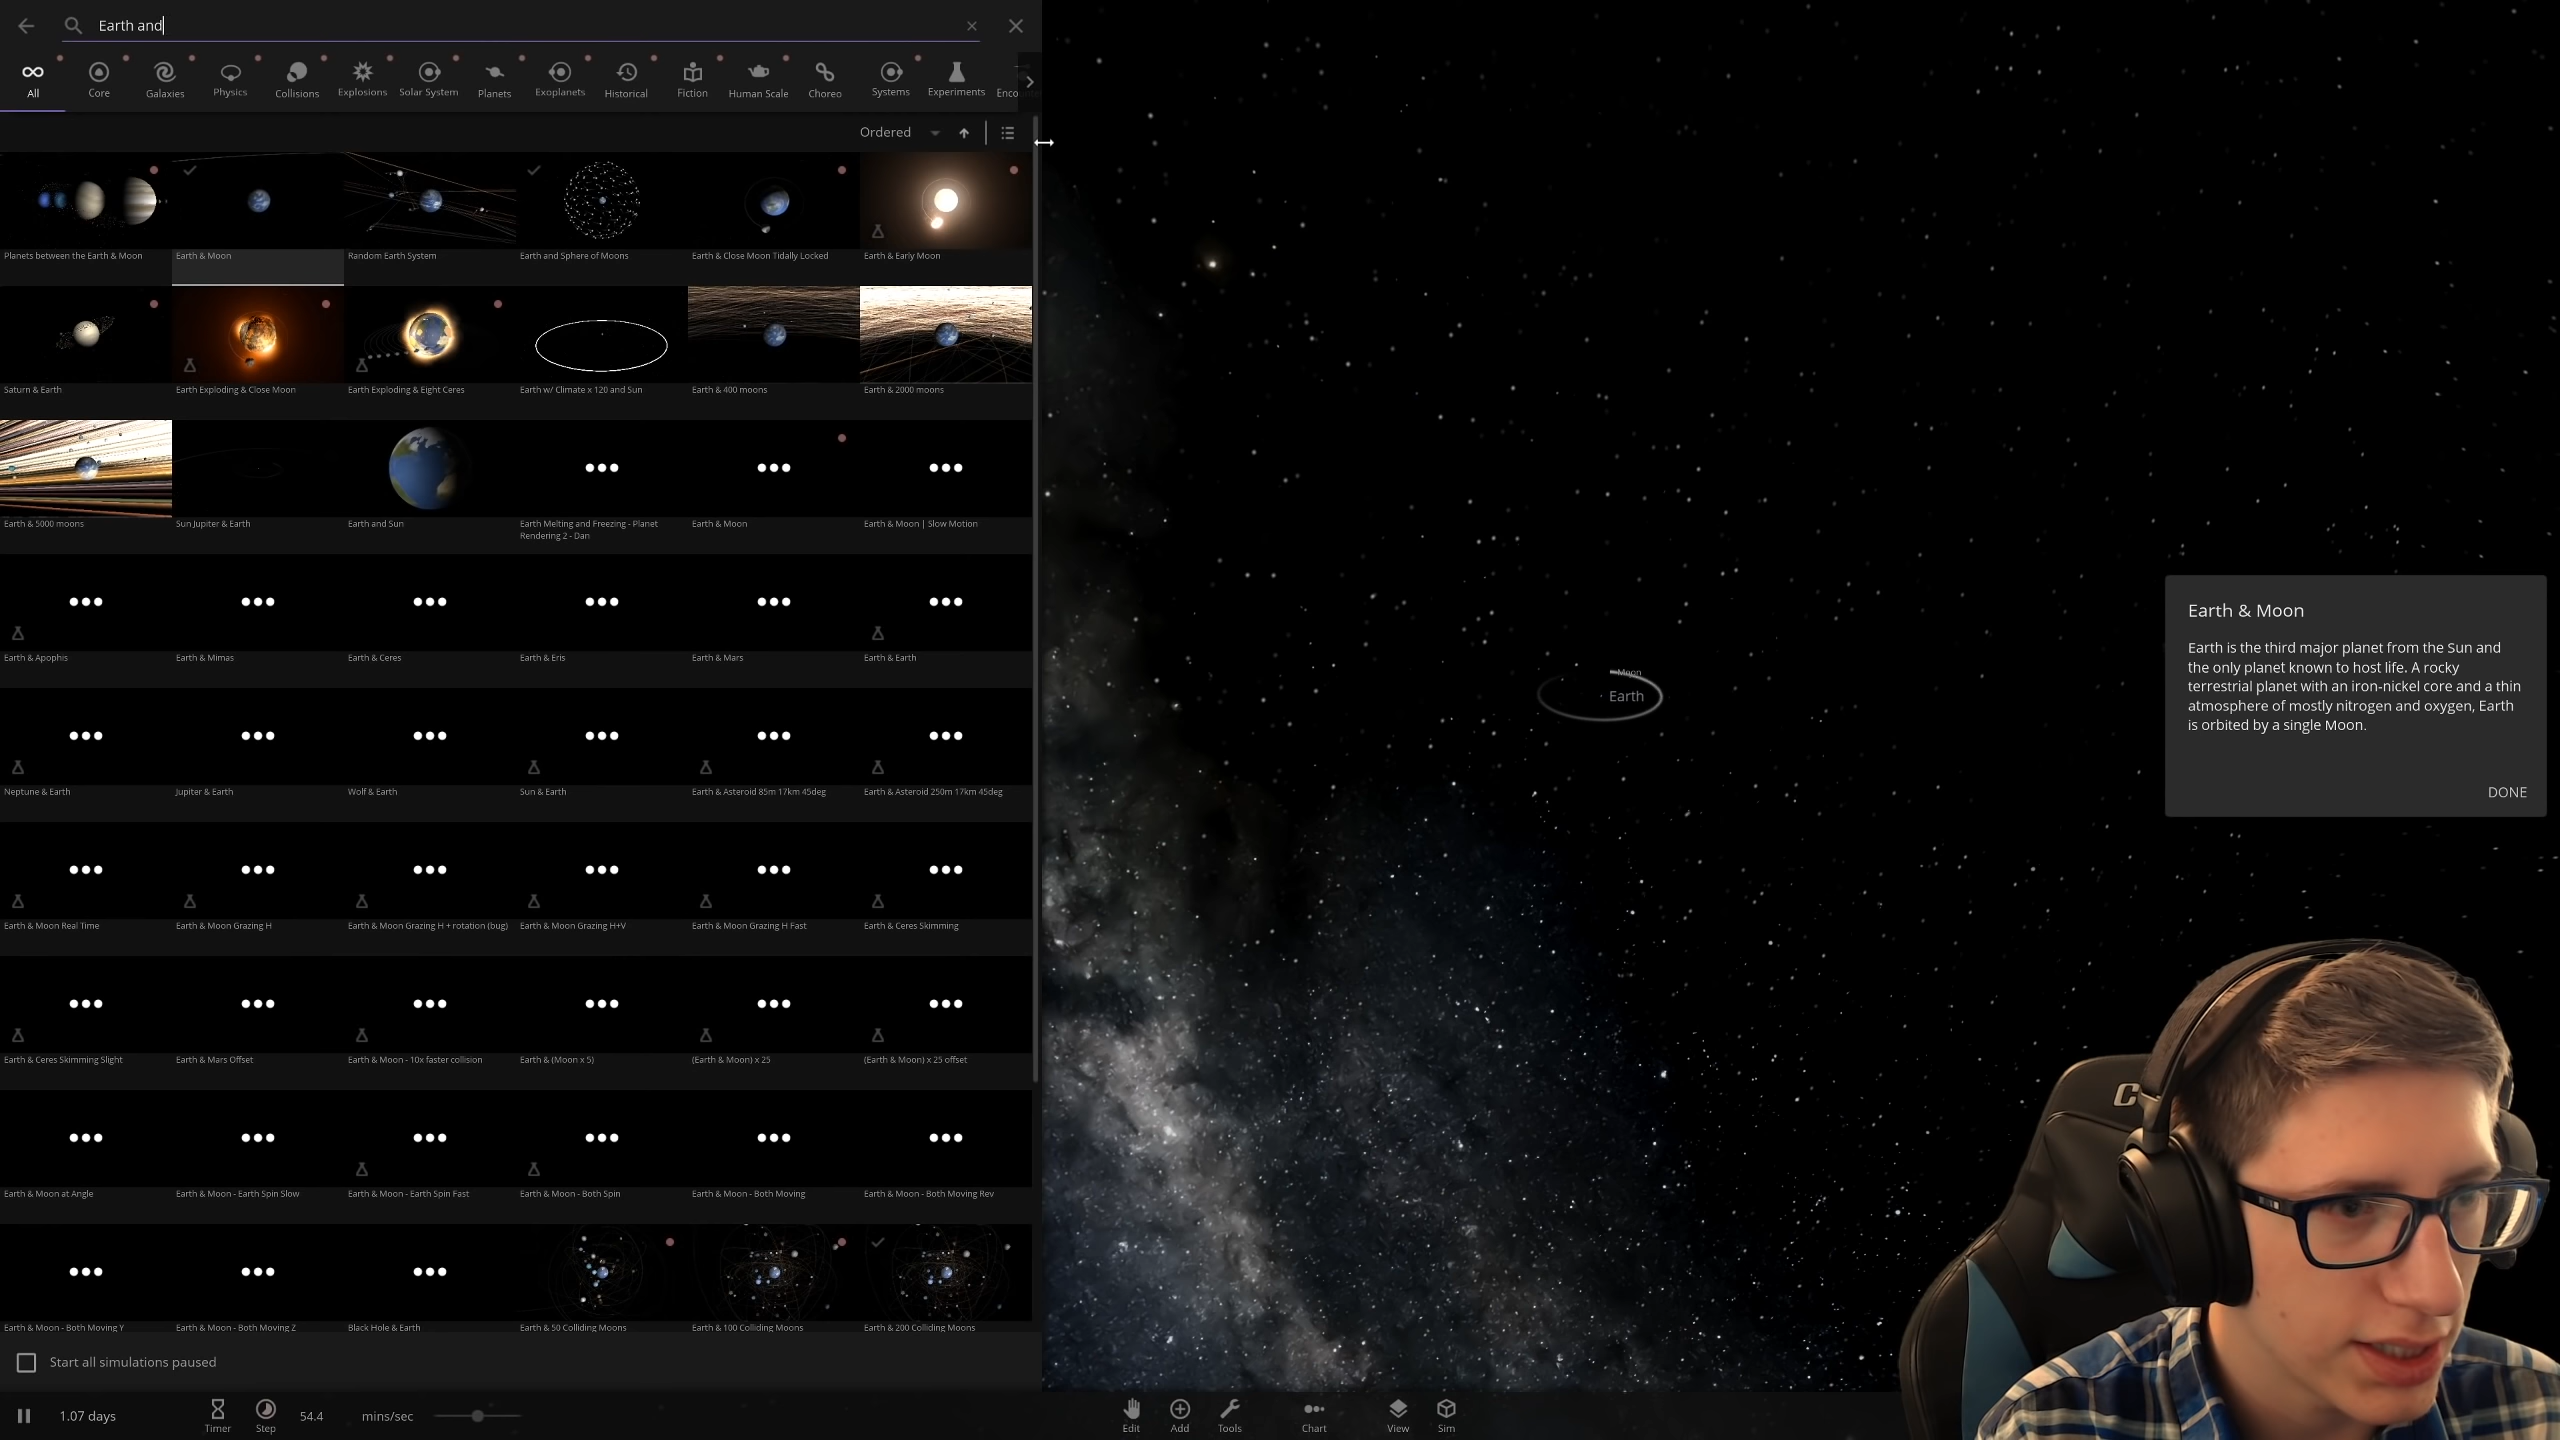 Earth and
All
Core
Galaxies
Physics
Collisions
Explosions
Solar System
Planets
Exoplanets
Historical
Fiction
Human Scale
Choreo
Systems
Experiments
Ordered
Planets between the Earth & Moon
Earth & Moon
Random Earth System
Earth and Sphere of Moons
Earth & Close Moon Tidally Locked
Earth & Early Moon
Saturn & Earth
Earth Exploding & Close Moon
Earth Exploding & Eight Ceres
Earth w/ Climate x 120 and Sun
Earth & 400 moons
Earth & 2000 moons
Earth & 5000 moons
Sun Jupiter & Earth
Earth and Sun
Earth Melting and Freezing - Planet
Rendering 2 - Dan
Earth & Moon
Earth & Moon | Slow Motion
Earth & Apophis
Earth & Mimas
Earth & Ceres
Earth & Eris
Earth & Mars
Earth & Earth
Neptune & Earth
Jupiter & Earth
Wolf & Earth
Sun & Earth
Earth & Asteroid 85m 17km 45deg
Earth & Asteroid 250m 17km 45deg
Earth & Moon Real Time
Earth & Moon Grazing H
Earth & Moon Grazing H + rotation (bug)
Earth & Moon Grazing H+V
Earth & Moon Grazing H Fast
Earth & Ceres Skimming
Earth & Ceres Skimming Slight
Earth & Mars Offset
Earth & Moon - 10x faster collision
Earth & (Moon x 5)
(Earth & Moon) x 25
(Earth & Moon) x 25 offset
Earth & Moon at Angle
Earth & Moon - Earth Spin Slow
Earth & Moon - Earth Spin Fast
Earth & Moon - Both Spin
Earth & Moon - Both Moving
Earth & Moon - Both Moving Rev
Earth & Moon - Both Moving Y
Earth & Moon - Both Moving Z
Black Hole & Earth
Earth & 50 Colliding Moons
Earth & 100 Colliding Moons
Earth & 200 Colliding Moons
Start all simulations paused
1.07 days
Timer
Step
54.4
mins/sec
Edit
Add
Tools
Chart
View
Sim
Moon
Earth
Earth & Moon
Earth is the third major planet from the Sun and
the only planet known to host life. A rocky
terrestrial planet with an iron-nickel core and a thin
atmosphere of mostly nitrogen and oxygen, Earth
is orbited by a single Moon.
DONE